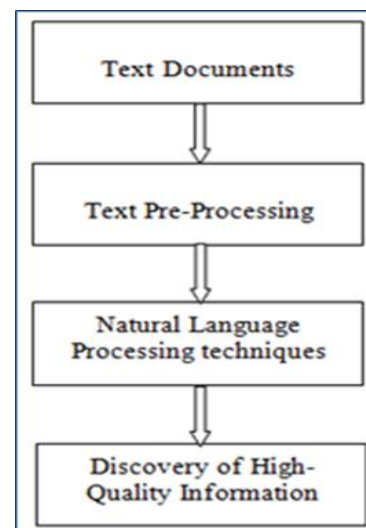 Text Documents
Text Pre-Processing
Natural Language
Processing techniques
Discovery of High-
Quality Information